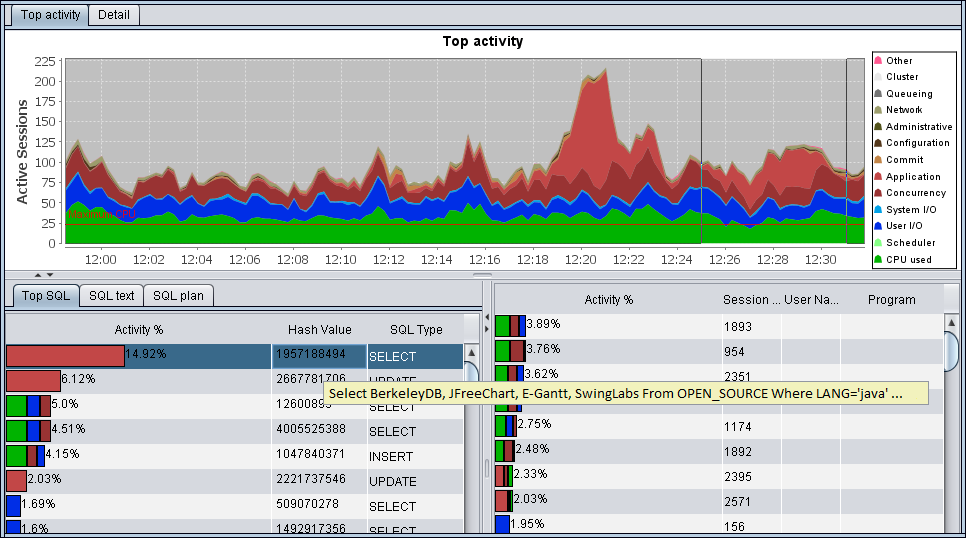 Top activity Detail
Top activity
Active Sessions
225
200
175
150
125
100
75
50
25
0
Maximum CPU
12:00 12:02 12:04 12:06 12:08 12:10 12:12 12:14 12:16 12:18 12:20 12:22 12:24 12:26 12:28 12:30
Other
Cluster
Queueing
Network
Administrative
Configuration
Commit
Application
Concurrency
System I/O
User I/O
Scheduler
CPU used
Top SQL SQL text SQL plan
Activity % Hash Value SQL Type
14.92% 1957188494 SELECT
6.12% 2667781706 UPDATE
5.0% SELECT
4.51% 4005525388 SELECT
4.15% 1047840371 INSERT
2.03% 2221737546 UPDATE
1.69% 509070278 SELECT
1.6% 1492917356 SELECT
Select BerkeleyDB, JFreeChart, E-Gantt, SwingLabs From OPEN_SOURCE Where LANG='java' ...
Activity % Session ... User Na... Program
3.89% 1893
3.76% 954
3.62% 2351
2.75% 1174
2.48% 1892
2.33% 2395
2.03% 2571
1.95% 156